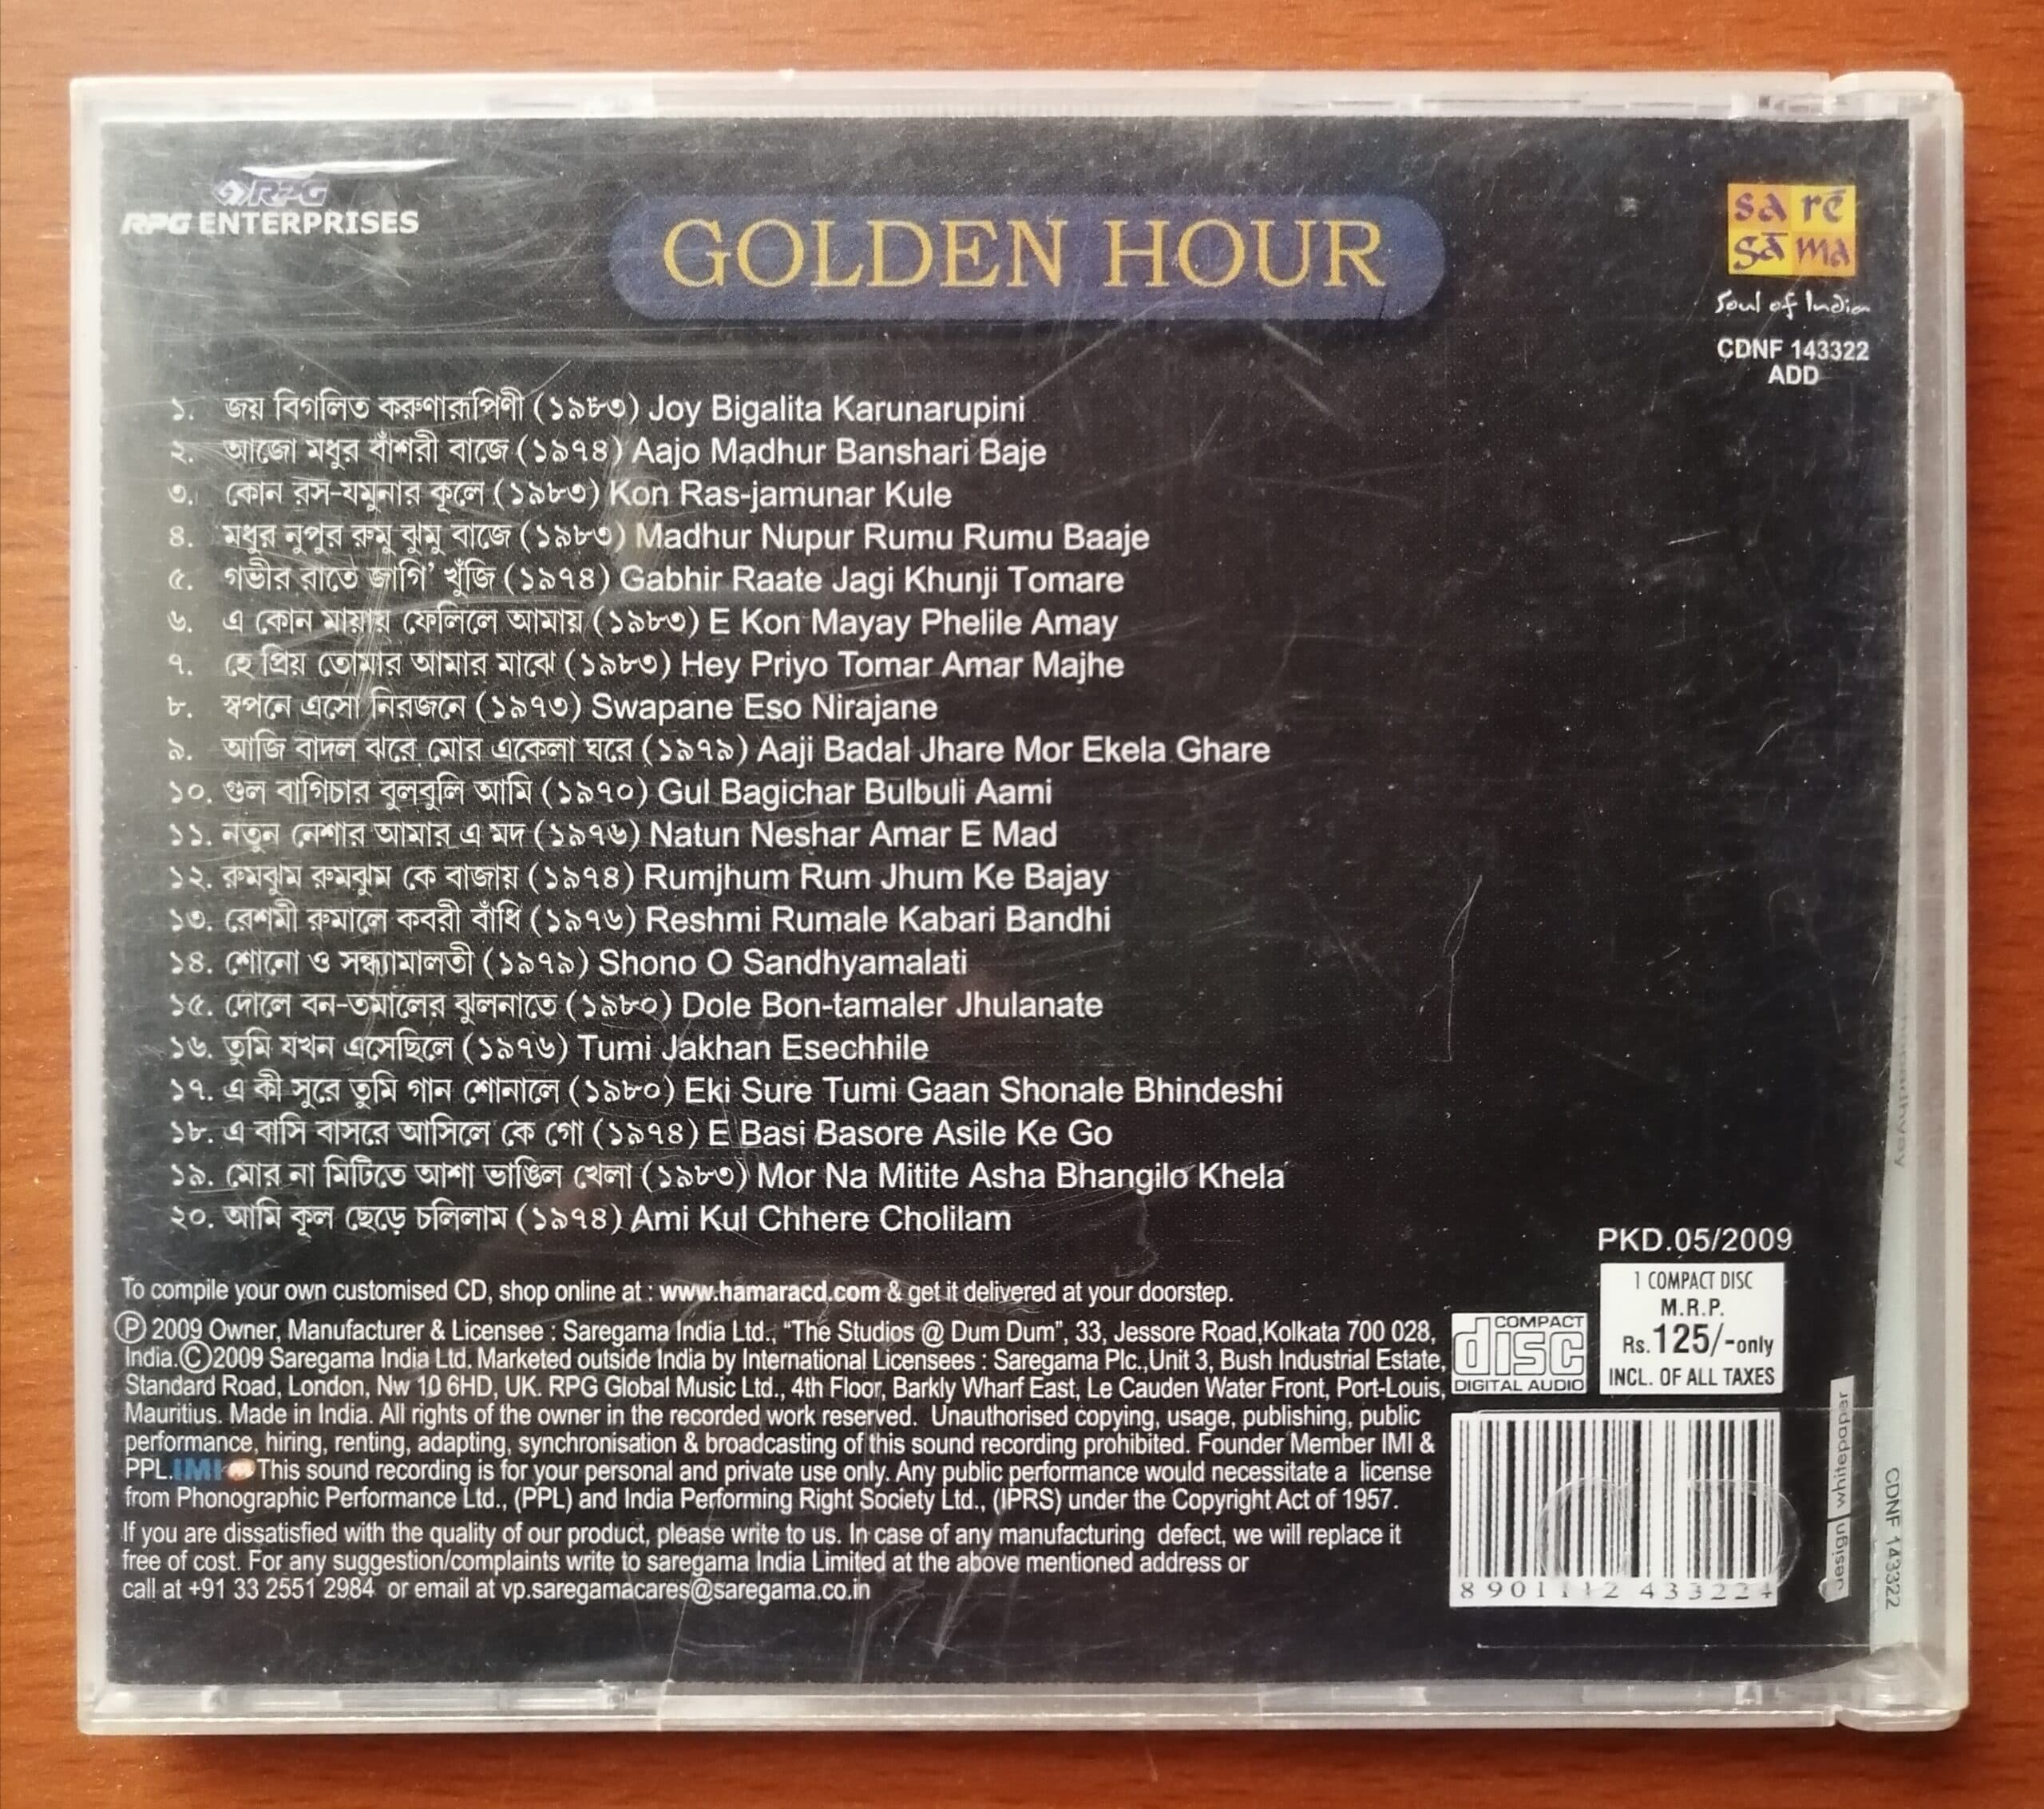 RPG
RPG ENTERPRISES
GOLDEN HOUR
sa rē
sā ma
Soul of India
CDNF 143322
ADD
১. জয় বিগলিত করুণারূপিণী (১৯৮৩) Joy Bigalita Karunarupini
২. আজো মধুর বাঁশরী বাজে (১৯৭৪) Aajo Madhur Banshari Baje
৩. কোন রস-যমুনার কূলে (১৯৮৩) Kon Ras-jamunar Kule
৪. মধুর নুপুর রুমু ঝুমু বাজে (১৯৮৩) Madhur Nupur Rumu Rumu Baaje
৫. গভীর রাতে জাগি' খুঁজি (১৯৭৪) Gabhir Raate Jagi Khunji Tomare
৬. এ কোন মায়ায় ফেলিলে আমায় (১৯৮৩) E Kon Mayay Phelile Amay
৭. হে প্রিয় তোমার আমার মাঝে (১৯৮৩) Hey Priyo Tomar Amar Majhe
৮. স্বপনে এসো নিরজনে (১৯৭৩) Swapane Eso Nirajane
৯. আজি বাদল ঝরে মোর একেলা ঘরে (১৯৭৯) Aaji Badal Jhare Mor Ekela Ghare
১০. গুল বাগিচার বুলবুলি আমি (১৯৭০) Gul Bagichar Bulbuli Aami
১১. নতুন নেশার আমার এ মদ (১৯৭৬) Natun Neshar Amar E Mad
১২. রুমঝুম রুমঝুম কে বাজায় (১৯৭৪) Rumjhum Rum Jhum Ke Bajay
১৩. রেশমী রুমালে কবরী বাঁধি (১৯৭৬) Reshmi Rumale Kabari Bandhi
১৪. শোনো ও সন্ধ্যামালতী (১৯৭৯) Shono O Sandhyamalati
১৫. দোলে বন-তমালের ঝুলনাতে (১৯৮০) Dole Bon-tamaler Jhulanate
১৬. তুমি যখন এসেছিলে (১৯৭৬) Tumi Jakhan Esechhile
১৭. এ কী সুরে তুমি গান শোনালে (১৯৮০) Eki Sure Tumi Gaan Shonale Bhindeshi
১৮. এ বাসি বাসরে আসিলে কে গো (১৯৭৪) E Basi Basore Asile Ke Go
১৯. মোর না মিটিতে আশা ভাঙিল খেলা (১৯৮৩) Mor Na Mitite Asha Bhangilo Khela
২০. আমি কূল ছেড়ে চলিলাম (১৯৭৪) Ami Kul Chhere Cholilam
PKD.05/2009
1 COMPACT DISC
M.R.P.
Rs. 125/-only
INCL. OF ALL TAXES
COMPACT
disc
DIGITAL AUDIO
To compile your own customised CD, shop online at : www.hamaracd.com & get it delivered at your doorstep.
Ⓟ 2009 Owner, Manufacturer & Licensee : Saregama India Ltd., "The Studios @ Dum Dum", 33, Jessore Road,Kolkata 700 028,
India.Ⓒ2009 Saregama India Ltd. Marketed outside India by International Licensees : Saregama Plc.,Unit 3, Bush Industrial Estate,
Standard Road, London, Nw 10 6HD, UK. RPG Global Music Ltd., 4th Floor, Barkly Wharf East, Le Cauden Water Front, Port-Louis,
Mauritius. Made in India. All rights of the owner in the recorded work reserved. Unauthorised copying, usage, publishing, public
performance, hiring, renting, adapting, synchronisation & broadcasting of this sound recording prohibited. Founder Member IMI &
PPL. IMI This sound recording is for your personal and private use only. Any public performance would necessitate a license
from Phonographic Performance Ltd., (PPL) and India Performing Right Society Ltd., (IPRS) under the Copyright Act of 1957.
If you are dissatisfied with the quality of our product, please write to us. In case of any manufacturing defect, we will replace it
free of cost. For any suggestion/complaints write to saregama India Limited at the above mentioned address or
call at +91 33 2551 2984 or email at vp.saregamacares@saregama.co.in
8 901112 433224
design whitepaper
CDNF 143322